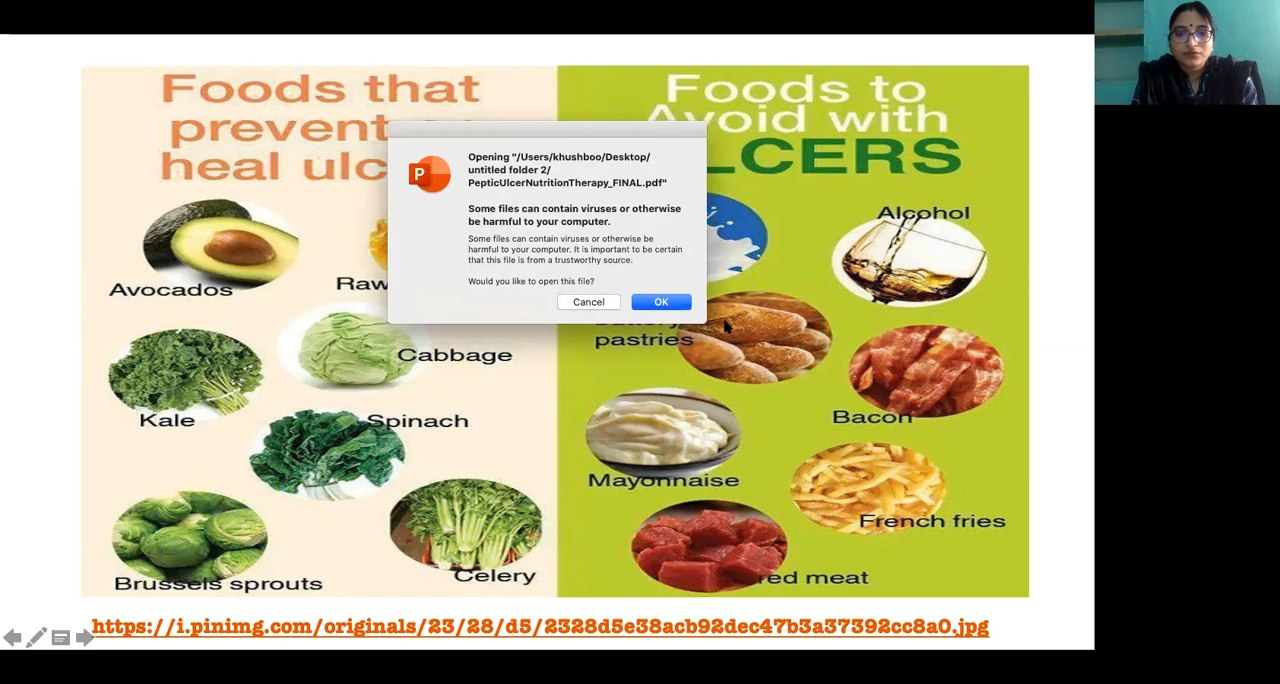 Foods that
prevent
heal ulc
Foods to
Avoid with
LCERS
Opening "/Users/khushboo/Desktop/
untitled folder 2/
PepticUlcerNutritionTherapy_FINAL.pdf"
Some files can contain viruses or otherwise
be harmful to your computer.
Some files can contain viruses or otherwise be
harmful to your computer. It is important to be certain
that this file is from a trustworthy source.
Would you like to open this file?
Cancel
OK
P
Alcohol
Avocados
Raw
pastries
Cabbage
Kale
Spinach
Bacon
Mayonnaise
French fries
Brussels sprouts
Celery
red meat
https://i.pinimg.com/originals/23/28/d5/2328d5e38acb92dec47b3a37392cc8a0.jpg